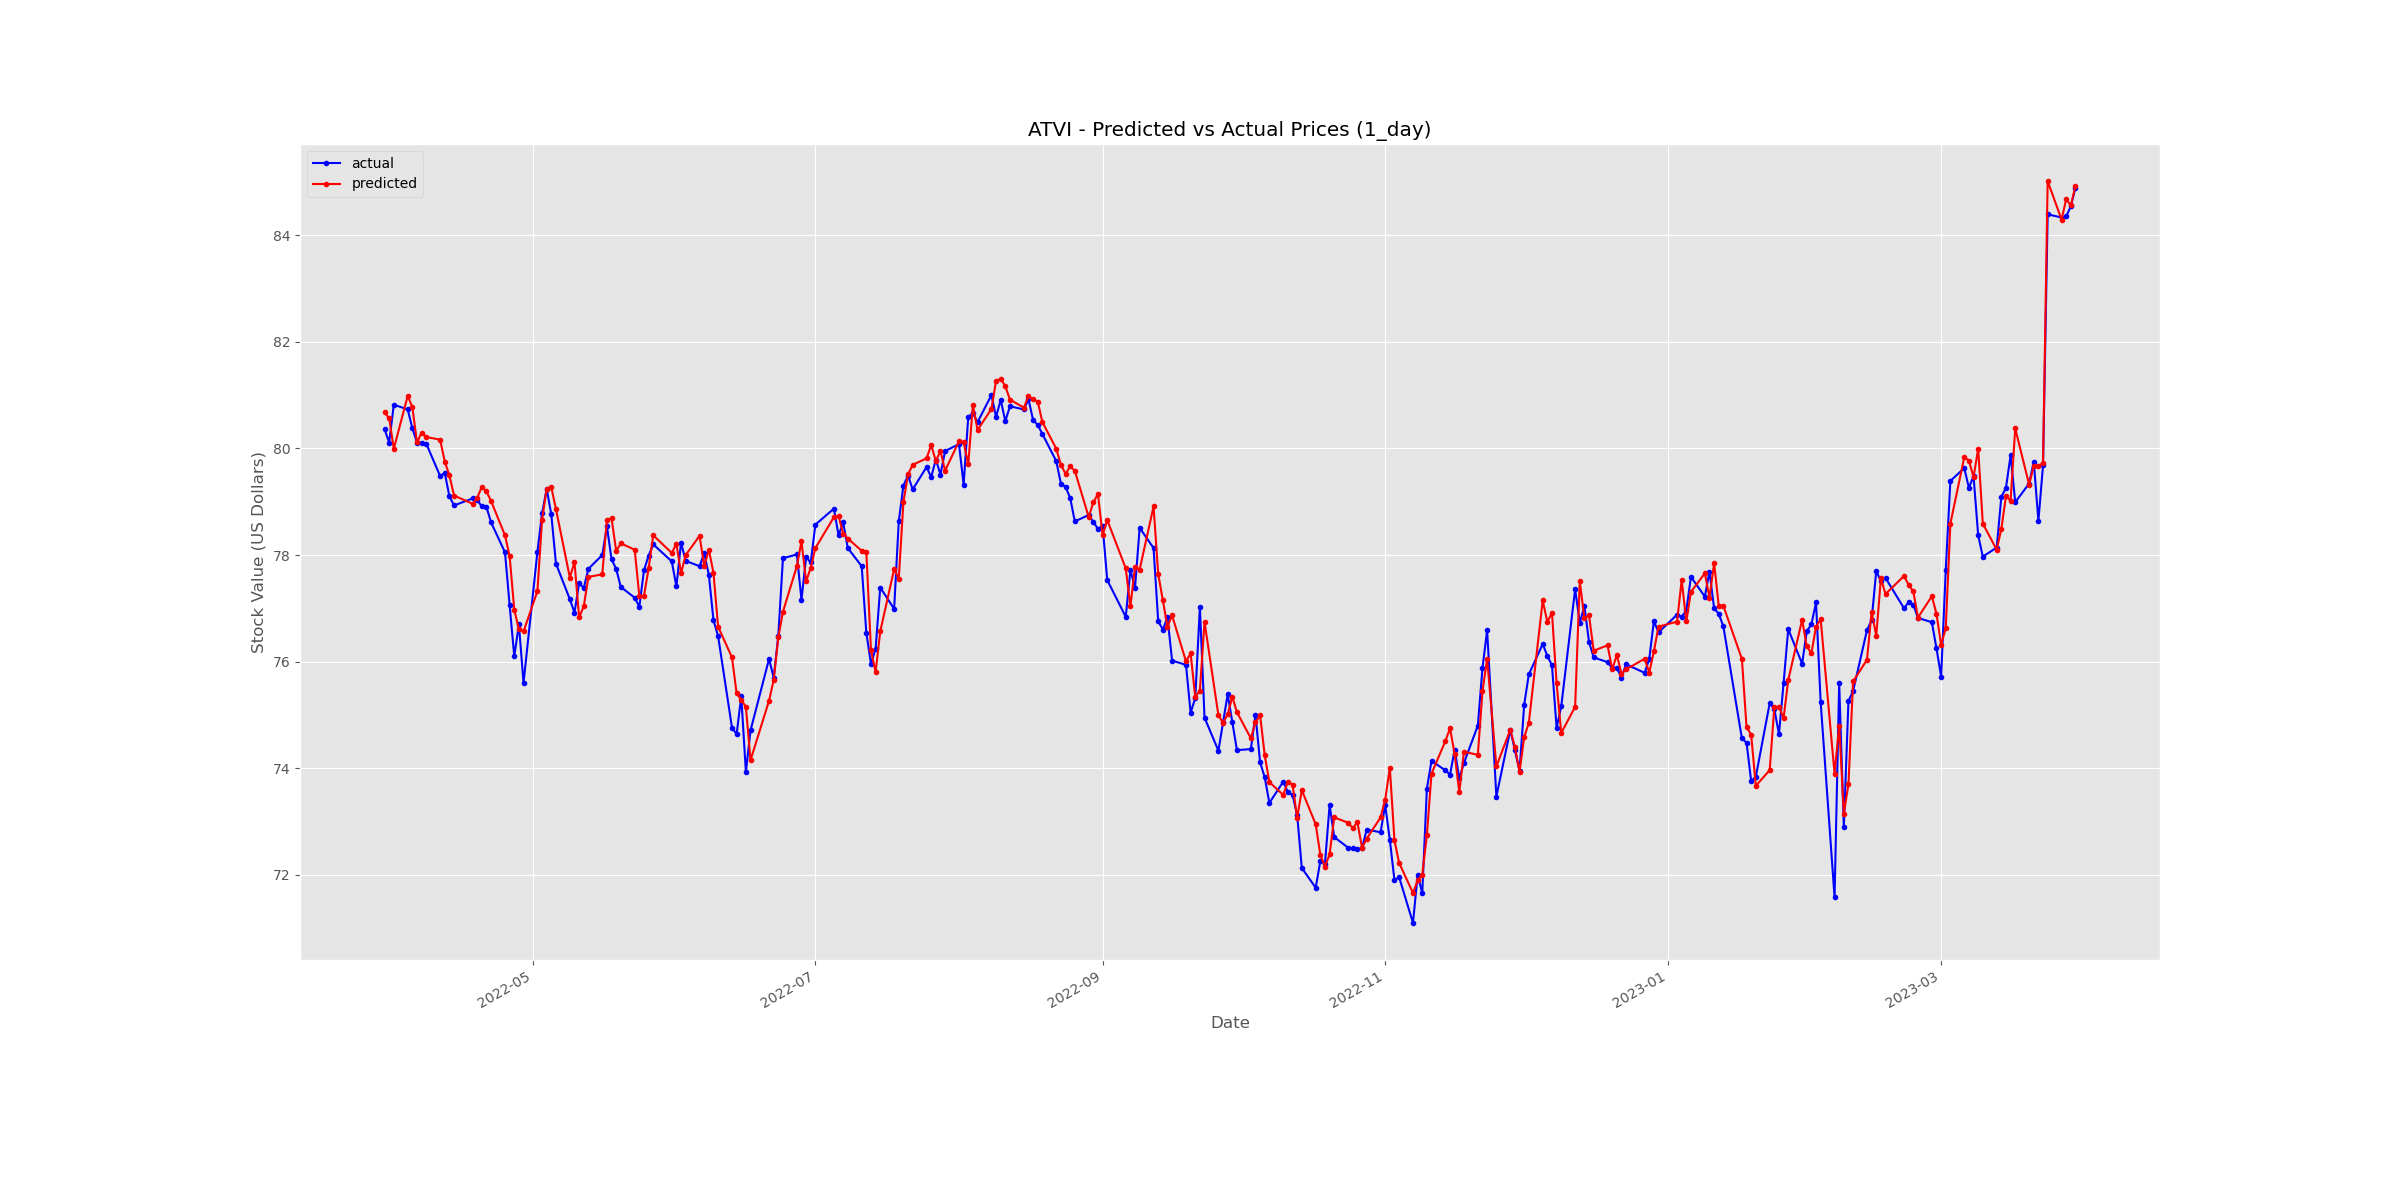 ATVI - Predicted vs Actual Prices (1_day)
actual
predicted
84
82
80
78
76
74
72
Stock Value (US Dollars)
2022-05
2022-07
2022-09
2022-11
2023-01
2023-03
Date